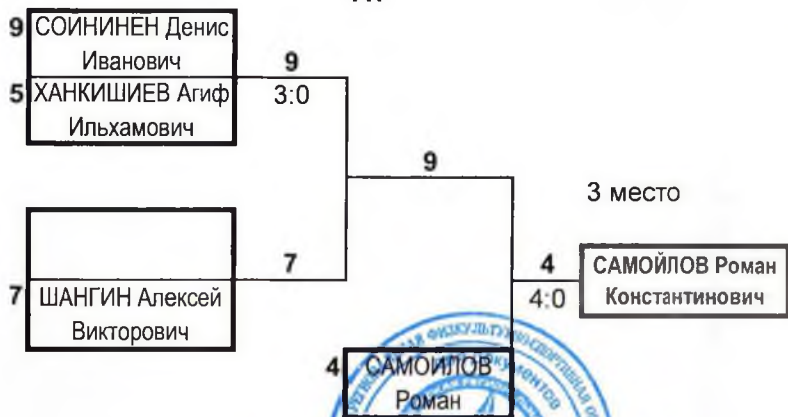 9 СОИНИНЕН Денис
Иванович
9
5 ХАНКИШИЕВ Агиф
3:0
Ильхамович
9
3 место
7
4
САМОЙЛОВ Роман
7 ШАНГИН Алексей
4:0
Константинович
Викторович
4 САМОЙЛОВ
Роман